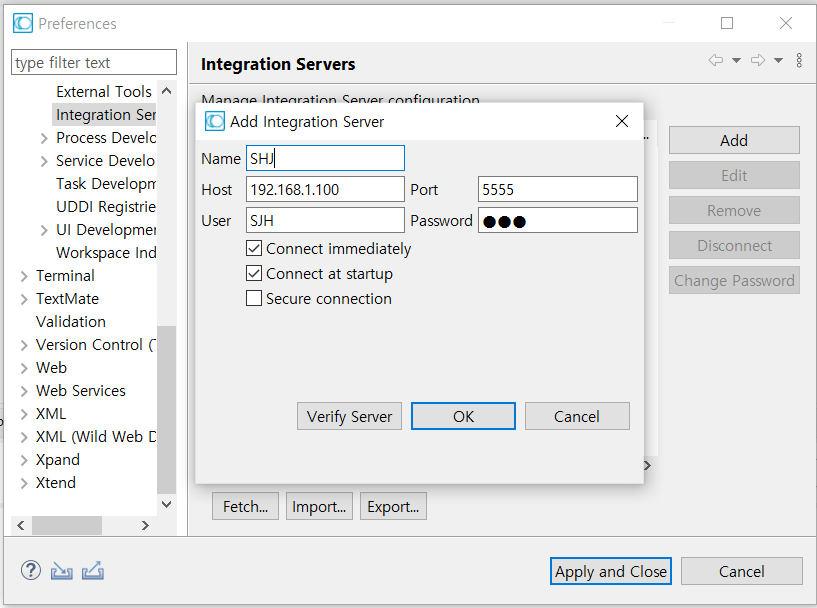 Preferences
type filter text
External Tools
Integration Ser
Process Develo
Service Develo
Task Developm
UDDI Registrie
UI Developmer
Workspace Ind
Terminal
TextMate
Validation
Version Control (
Web
Web Services
XML
XML (Wild Web D
Xpand
Xtend
Integration Servers
Manage Integration Server configuration
Add
Edit
Remove
Disconnect
Change Password
Add Integration Server
Name SHJ
Host 192.168.1.100 Port 5555
User SJH Password ●●●
Connect immediately
Connect at startup
Secure connection
Verify Server OK Cancel
Fetch... Import... Export...
Apply and Close Cancel